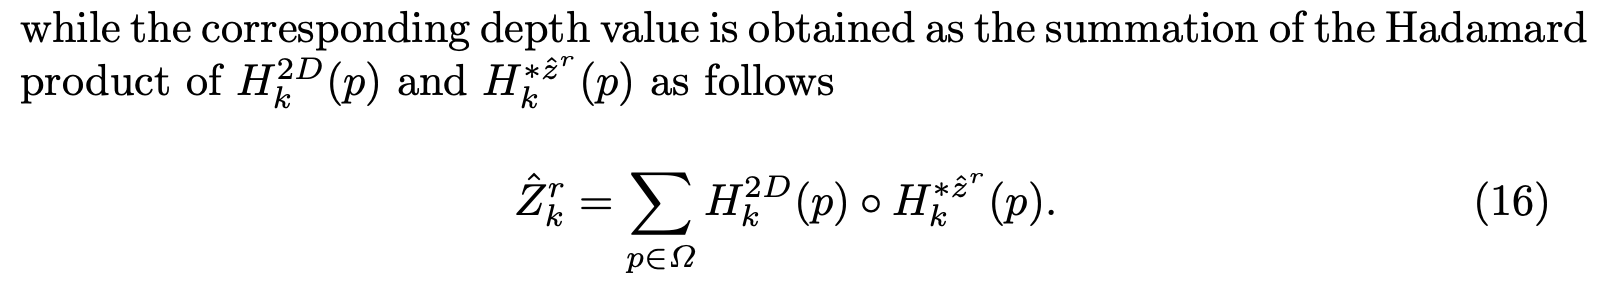 while the corresponding depth value is obtained as the summation of the Hadamard
product of $H_k^{2D}(p)$ and $H_k^{*\hat{z}^r}(p)$ as follows
$\hat{Z}_k^r = \sum_{p \in \Omega} H_k^{2D}(p) \circ H_k^{*\hat{z}^r}(p).$ (16)